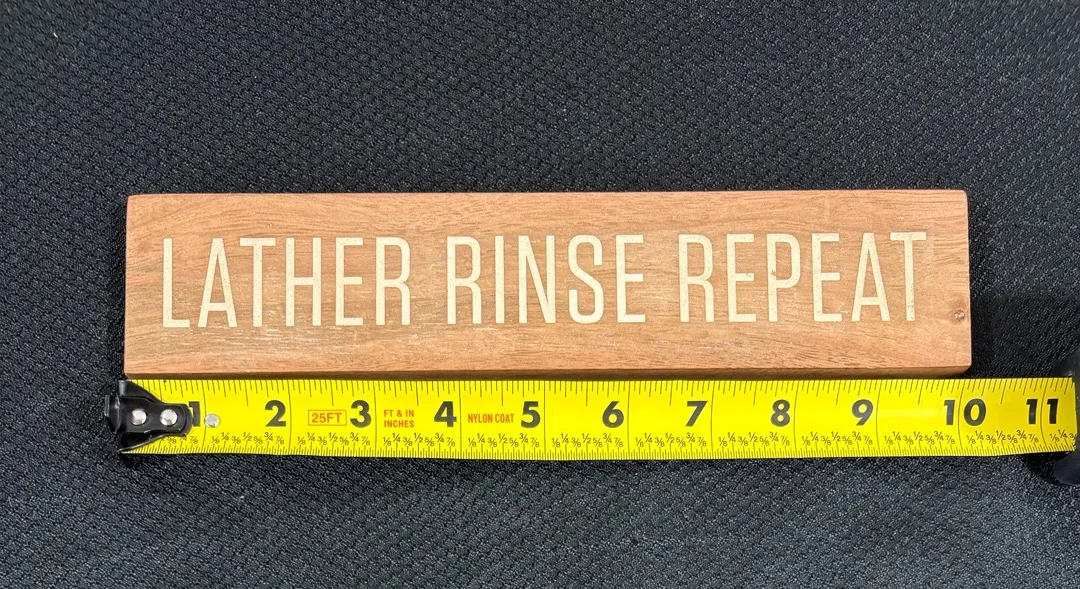 LATHER RINSE REPEAT
1 2 25FT 3 FT & IN INCHES 4 NYLON COAT 5 6 7 8 9 10 11